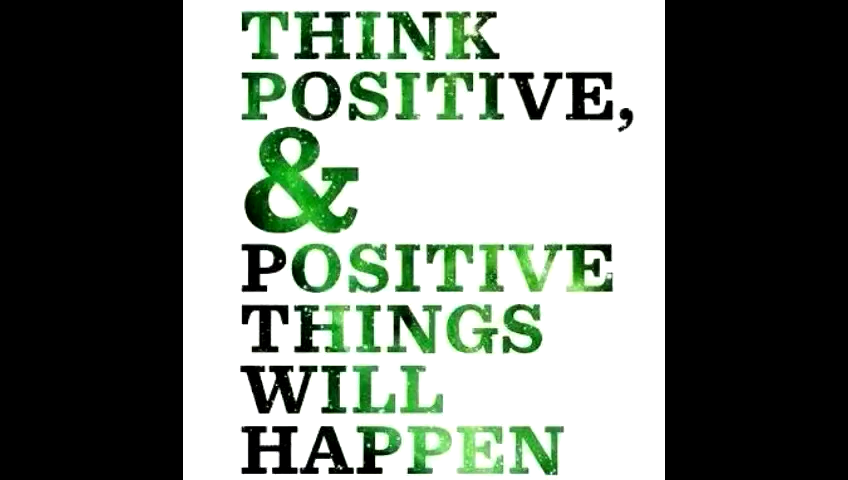 THINK
POSITIVE,
&
POSITIVE
THINGS
WILL
HAPPEN